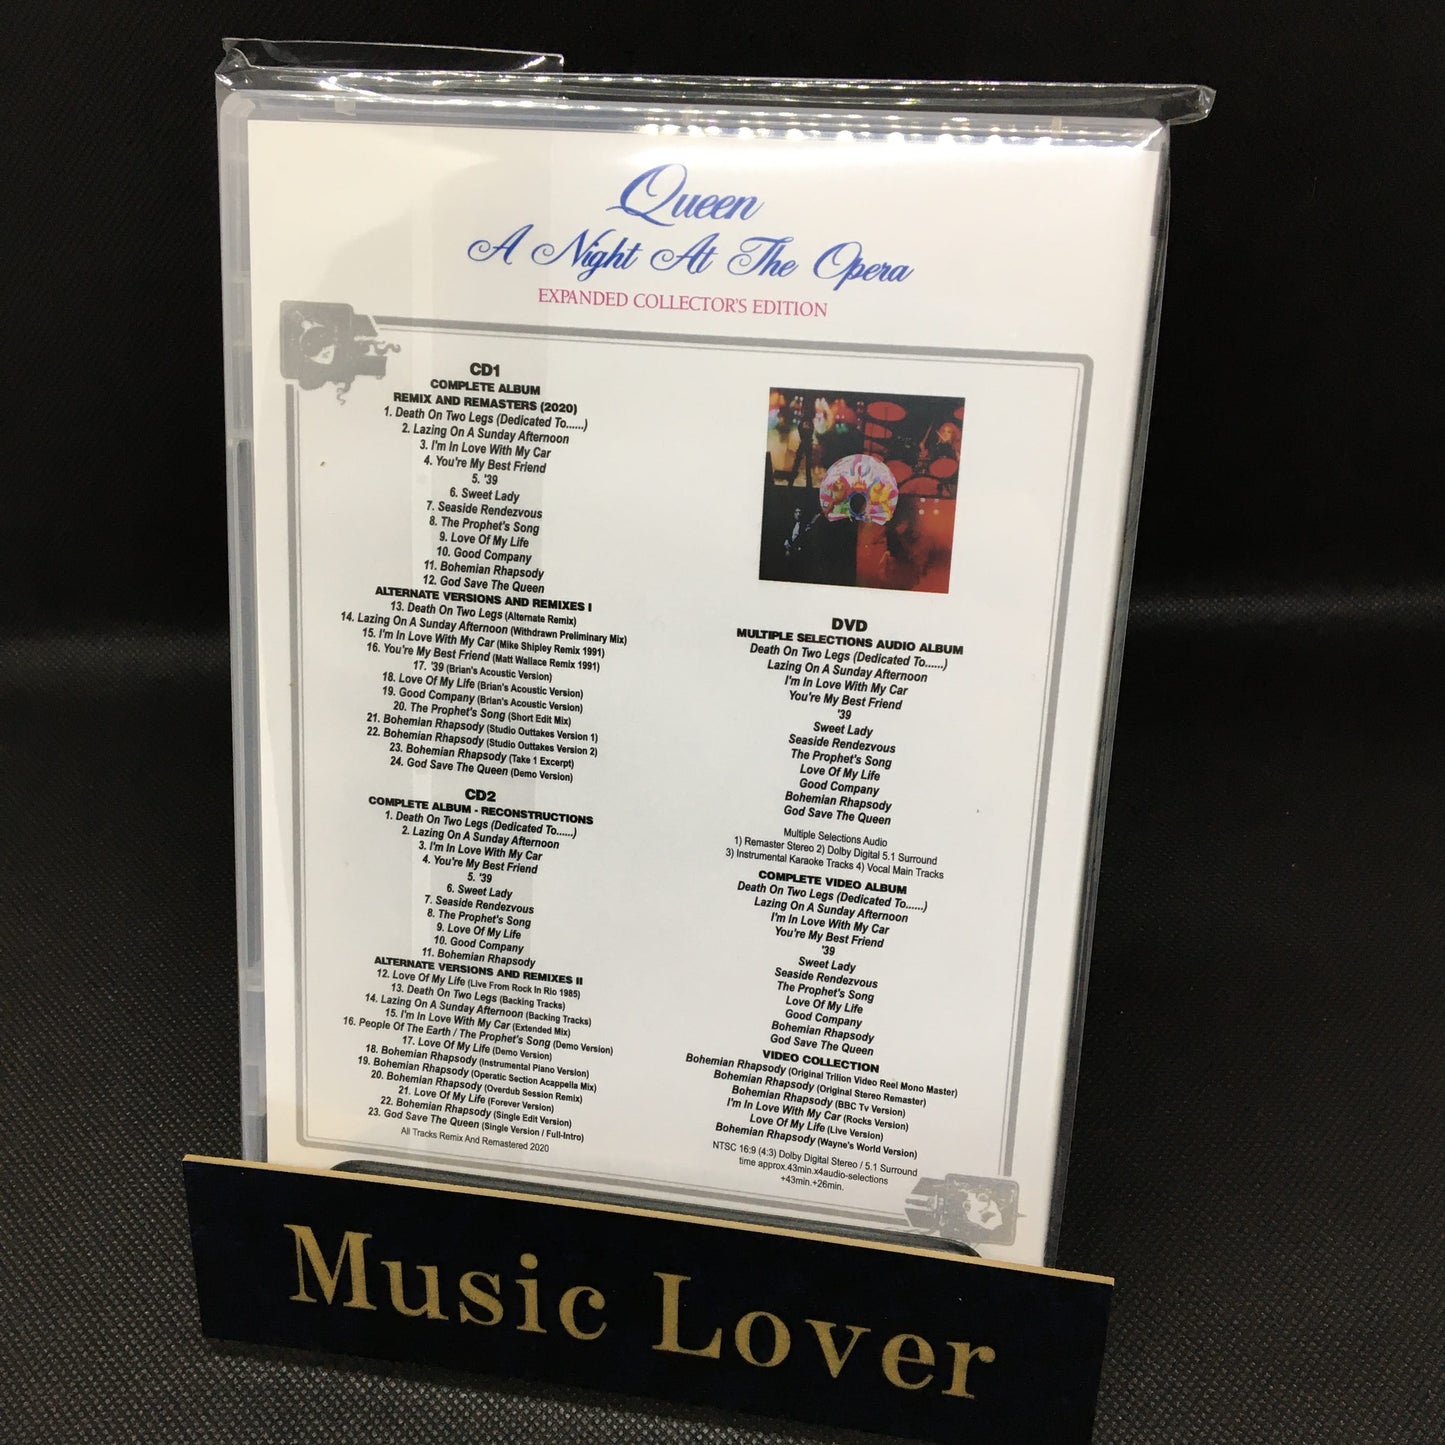 Queen
A Night At The Opera
EXPANDED COLLECTOR'S EDITION
CD1
COMPLETE ALBUM
REMIX AND REMASTERS (2020)
1. Death On Two Legs (Dedicated To......)
2. Lazing On A Sunday Afternoon
3. I'm In Love With My Car
4. You're My Best Friend
5. '39
6. Sweet Lady
7. Seaside Rendezvous
8. The Prophet's Song
9. Love Of My Life
10. Good Company
11. Bohemian Rhapsody
12. God Save The Queen
ALTERNATE VERSIONS AND REMIXES I
13. Death On Two Legs (Alternate Remix)
14. Lazing On A Sunday Afternoon (Withdrawn Preliminary Mix)
15. I'm In Love With My Car (Mike Shipley Remix 1991)
16. You're My Best Friend (Matt Wallace Remix 1991)
17. '39 (Brian's Acoustic Version)
18. Love Of My Life (Brian's Acoustic Version)
19. Good Company (Brian's Acoustic Version)
20. The Prophet's Song (Short Edit Mix)
21. Bohemian Rhapsody (Studio Outtakes Version 1)
22. Bohemian Rhapsody (Studio Outtakes Version 2)
23. Bohemian Rhapsody (Take 1 Excerpt)
24. God Save The Queen (Demo Version)
CD2
COMPLETE ALBUM - RECONSTRUCTIONS
1. Death On Two Legs (Dedicated To......)
2. Lazing On A Sunday Afternoon
3. I'm In Love With My Car
4. You're My Best Friend
5. '39
6. Sweet Lady
7. Seaside Rendezvous
8. The Prophet's Song
9. Love Of My Life
10. Good Company
11. Bohemian Rhapsody
ALTERNATE VERSIONS AND REMIXES II
12. Love Of My Life (Live From Rock In Rio 1985)
13. Death On Two Legs (Backing Tracks)
14. Lazing On A Sunday Afternoon (Backing Tracks)
15. I'm In Love With My Car (Extended Mix)
16. People Of The Earth / The Prophet's Song (Demo Version)
17. Love Of My Life (Demo Version)
18. Bohemian Rhapsody (Instrumental Piano Version)
19. Bohemian Rhapsody (Operatic Section Acappella Mix)
20. Bohemian Rhapsody (Overdub Session Remix)
21. Love Of My Life (Forever Version)
22. Bohemian Rhapsody (Single Edit Version)
23. God Save The Queen (Single Version / Full-Intro)
All Tracks Remix And Remastered 2020
DVD
MULTIPLE SELECTIONS AUDIO ALBUM
Death On Two Legs (Dedicated To......)
Lazing On A Sunday Afternoon
I'm In Love With My Car
You're My Best Friend
'39
Sweet Lady
Seaside Rendezvous
The Prophet's Song
Love Of My Life
Good Company
Bohemian Rhapsody
God Save The Queen
Multiple Selections Audio
1) Remaster Stereo 2) Dolby Digital 5.1 Surround
3) Instrumental Karaoke Tracks 4) Vocal Main Tracks
COMPLETE VIDEO ALBUM
Death On Two Legs (Dedicated To......)
Lazing On A Sunday Afternoon
I'm In Love With My Car
You're My Best Friend
'39
Sweet Lady
Seaside Rendezvous
The Prophet's Song
Love Of My Life
Good Company
Bohemian Rhapsody
God Save The Queen
VIDEO COLLECTION
Bohemian Rhapsody (Original Trilion Video Reel Mono Master)
Bohemian Rhapsody (Original Stereo Remaster)
Bohemian Rhapsody (BBC Tv Version)
I'm In Love With My Car (Rocks Version)
Love Of My Life (Live Version)
Bohemian Rhapsody (Wayne's World Version)
NTSC 16:9 (4:3) Dolby Digital Stereo / 5.1 Surround
time approx.43min.x4audio-selections
+43min.+26min.
Music Lover